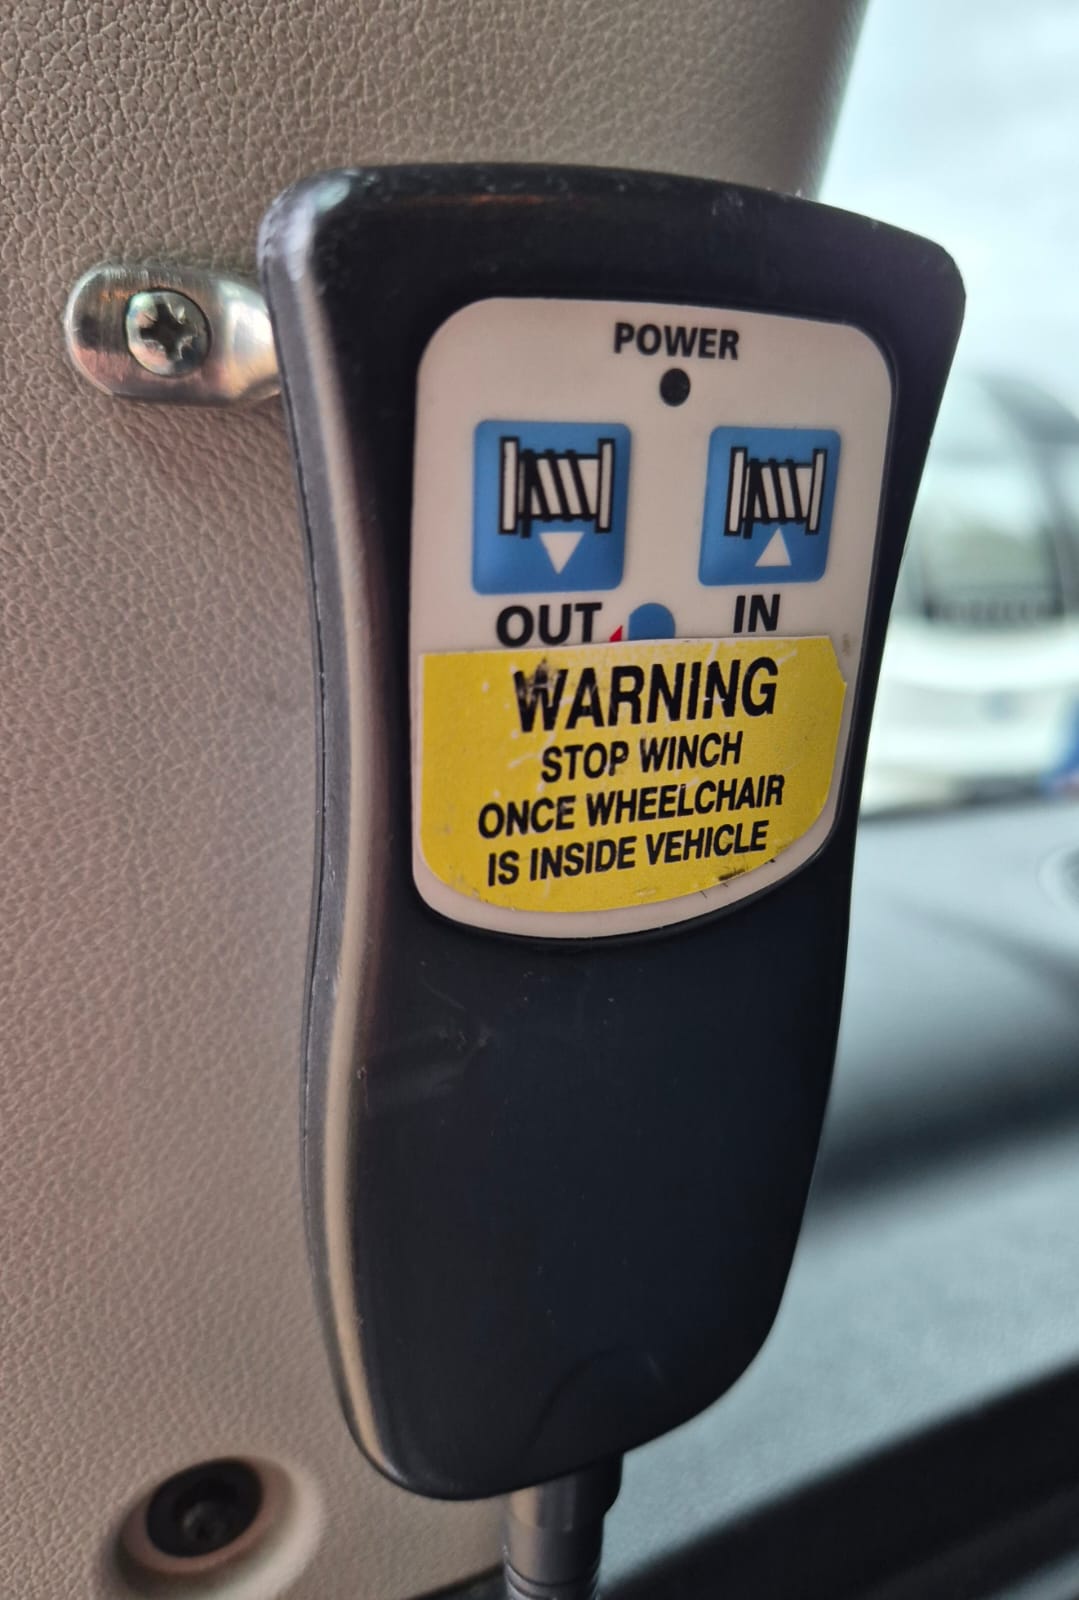 POWER
OUT IN
WARNING
STOP WINCH
ONCE WHEELCHAIR
IS INSIDE VEHICLE